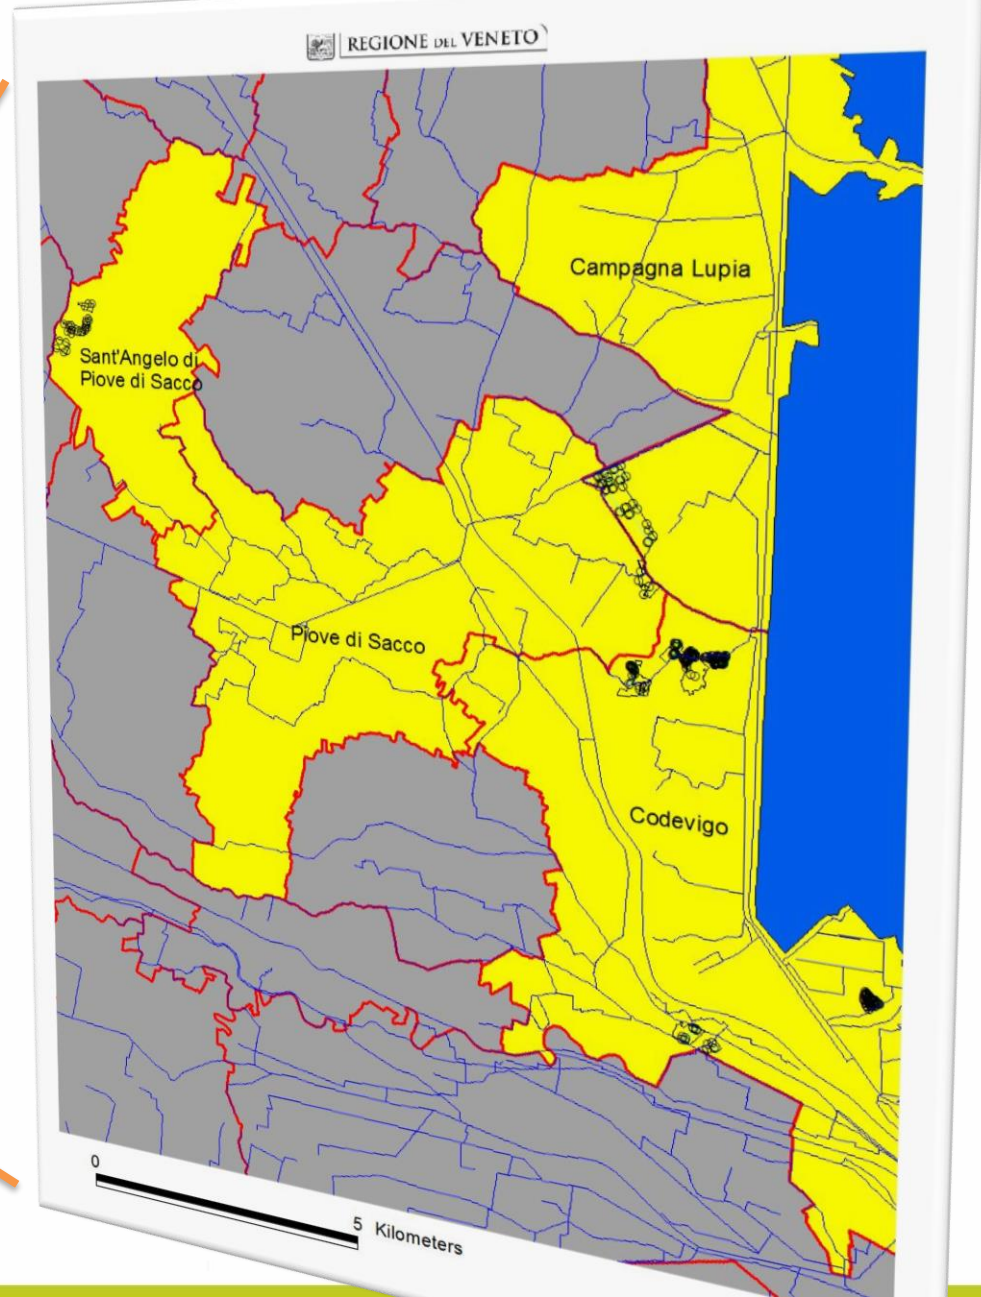 REGIONE DEL VENETO
Campagna Lupia
Sant'Angelo di
Piove di Sacco
Piove di Sacco
Codevigo
0
5 Kilometers